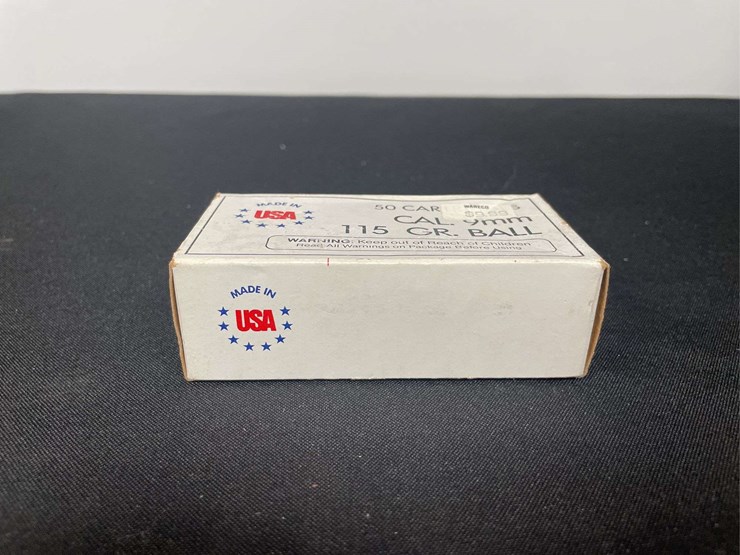 MADE IN
USA
50 CAR
CAL. 9mm
115 GR. BALL
WARNING: Keep out of Reach of Children
Read All Warnings on Package Before Using
MADE IN
USA